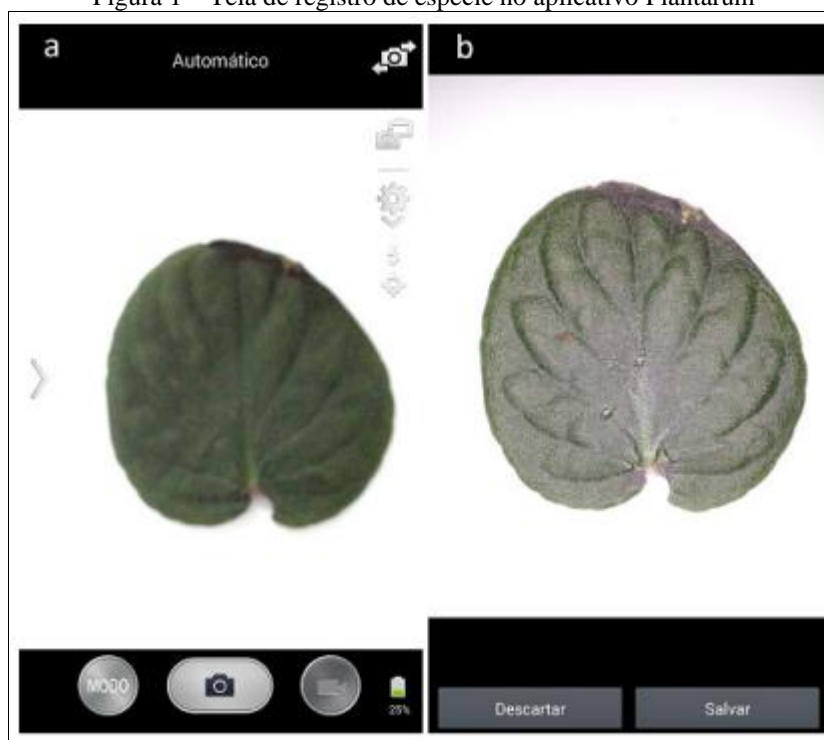 Figura 1 – Tela de registro de espécie no aplicativo Plantarum
a
Automático
MODO
25%
b
Descartar
Salvar